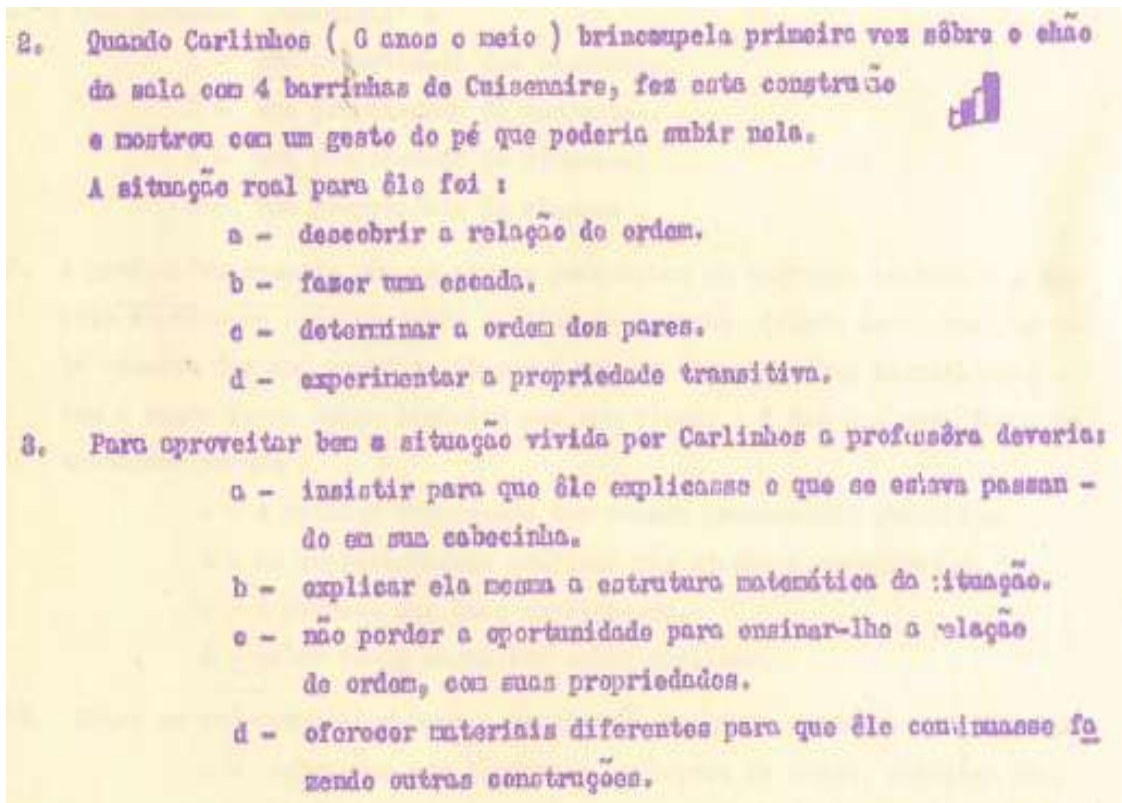 2. Quando Carlinhos ( 6 anos e meio ) brincoupela primeira vez sôbre o chão
da sala com 4 barrinhas de Cuisenaire, fez esta construção
e mostrou com um gesto do pé que poderia subir nela.
A situação real para êle foi :
a - descobrir a relação de ordem.
b - fazer uma escada.
c - determinar a ordem dos pares.
d - experimentar a propriedade transitiva.
3. Para aproveitar bem a situação vivida por Carlinhos a professôra deveria:
a - insistir para que êle explicasse o que se estava passan -
do em sua cabecinha.
b - explicar ela mesma a estrutura matemática da situação.
c - não perder a oportunidade para ensinar-lhe a relação
de ordem, com suas propriedades.
d - oferecer materiais diferentes para que êle continuasse fa
zendo outras construções.